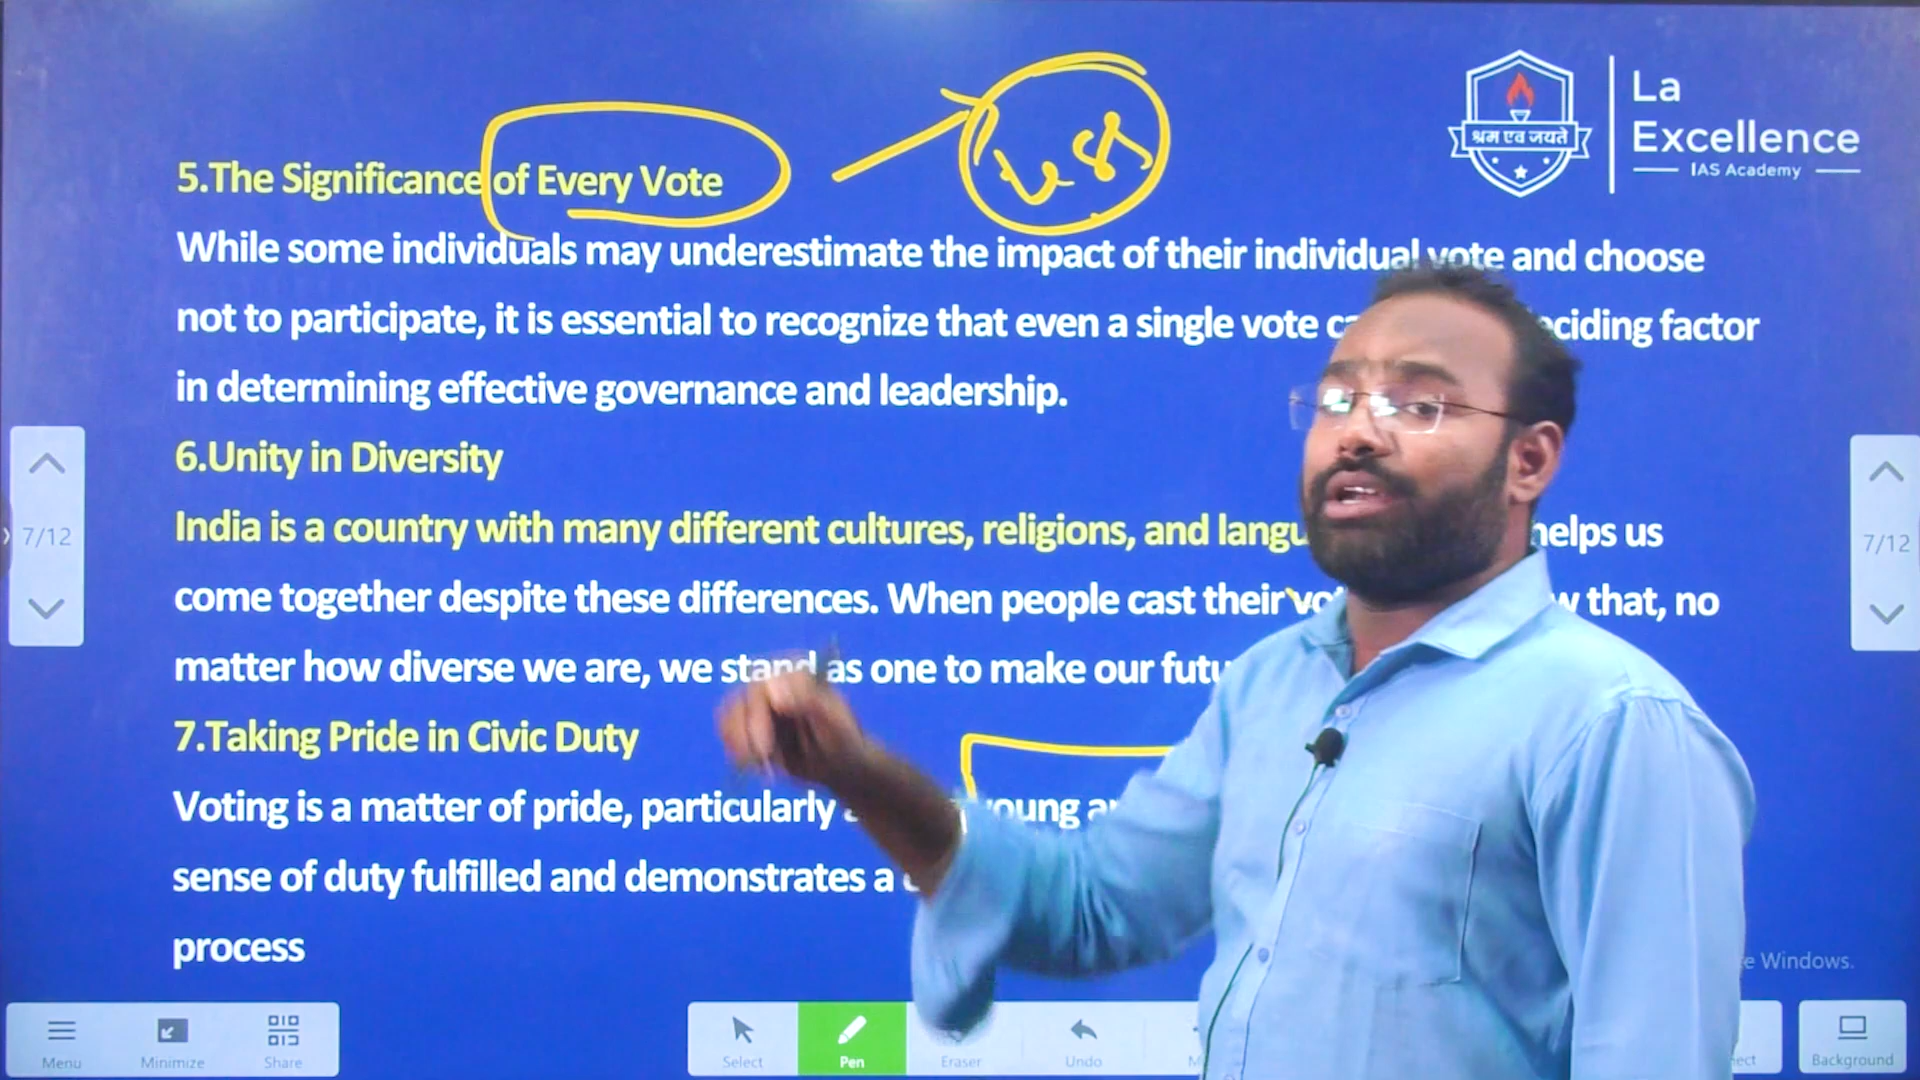 La
Excellence
IAS Academy
श्रम एव जयते
5.The Significance of Every Vote
While some individuals may underestimate the impact of their individual vote and choose
not to participate, it is essential to recognize that even a single vote eciding factor
in determining effective governance and leadership.
6.Unity in Diversity
India is a country with many different cultures, religions, and langu helps us
come together despite these differences. When people cast their that, no
matter how diverse we are, we stand as one to make our futu
7.Taking Pride in Civic Duty
Voting is a matter of pride, particularly young
sense of duty fulfilled and demonstrates a
process
7/12
7/12
Windows.
Menu
Minimize
Share
Select
Pen
Eraser
Undo
Background